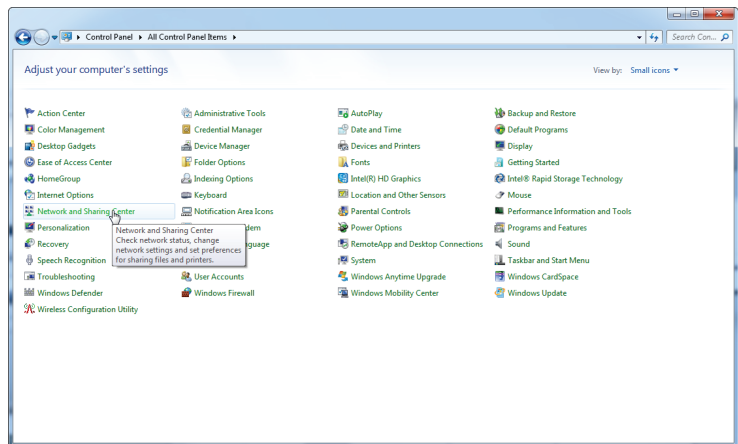 Control Panel ▸ All Control Panel Items ▸
Search Con...
Adjust your computer's settings
View by: Small icons
Action Center
Administrative Tools
AutoPlay
Backup and Restore
Color Management
Credential Manager
Date and Time
Default Programs
Desktop Gadgets
Device Manager
Devices and Printers
Display
Ease of Access Center
Folder Options
Fonts
Getting Started
HomeGroup
Indexing Options
Intel(R) HD Graphics
Intel® Rapid Storage Technology
Internet Options
Keyboard
Location and Other Sensors
Mouse
Network and Sharing Center
Notification Area Icons
Parental Controls
Performance Information and Tools
Personalization
Network and Sharing Center
Check network status, change
network settings and set preferences
for sharing files and printers.
dem
Power Options
Programs and Features
Recovery
nguage
RemoteApp and Desktop Connections
Sound
Speech Recognition
System
Taskbar and Start Menu
Troubleshooting
User Accounts
Windows Anytime Upgrade
Windows CardSpace
Windows Defender
Windows Firewall
Windows Mobility Center
Windows Update
Wireless Configuration Utility